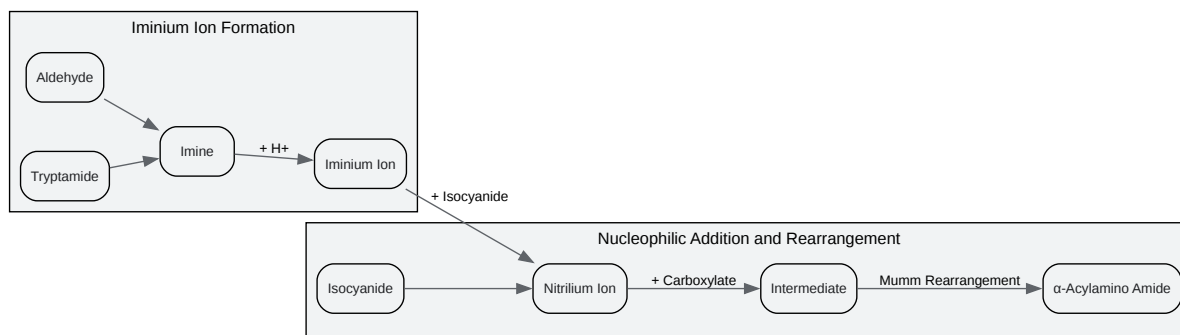 Iminium Ion Formation
Aldehyde
Tryptamide
Imine
+ H+
Iminium Ion
+ Isocyanide
Nucleophilic Addition and Rearrangement
Isocyanide
Nitrilium Ion
+ Carboxylate
Intermediate
Mumm Rearrangement
α-Acylamino Amide